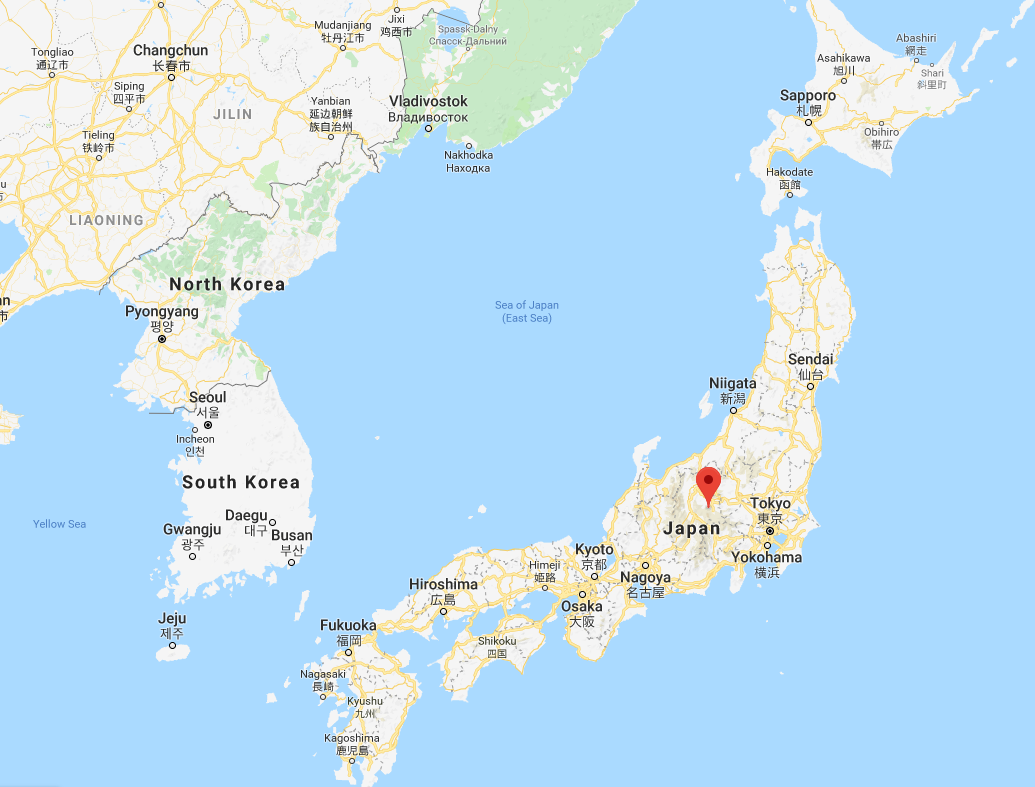 Jixi
鸡西市
Mudanjiang
牡丹江市
Spassk-Dalny
Спасск-Дальний
Abashiri
網走
Tongliao
通辽市
Changchun
长春市
Asahikawa
旭川
Shari
斜里町
Siping
四平市
Yanbian
延边朝鲜
族自治州
JILIN
Vladivostok
Владивосток
Sapporo
札幌
Tieling
铁岭市
Obihiro
帯広
Nakhodka
Находка
Hakodate
函館
LIAONING
North Korea
Pyongyang
평양
Sea of Japan
(East Sea)
Sendai
仙台
Niigata
新潟
Seoul
서울
Incheon
인천
South Korea
Tokyo
東京
Japan
Yellow Sea
Daegu
대구
Gwangju
광주
Busan
부산
Yokohama
横浜
Kyoto
京都
Himeji
姫路
Nagoya
名古屋
Hiroshima
広島
Osaka
大阪
Jeju
제주
Fukuoka
福岡
Shikoku
四国
Nagasaki
長崎
Kyushu
九州
Kagoshima
鹿児島